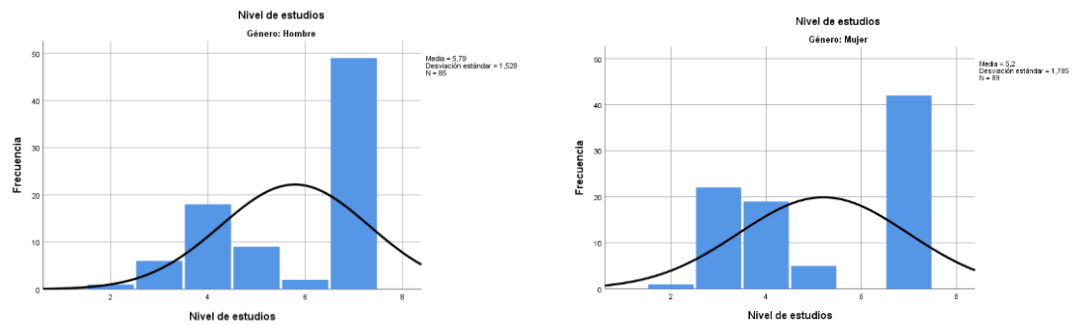 Nivel de estudios
Género: Hombre
Media = 5,79
Desviación estándar = 1,528
N = 85
50
40
30
20
10
0
Frecuencia
2
4
6
8
Nivel de estudios
Nivel de estudios
Género: Mujer
Media = 5,2
Desviación estándar = 1,785
N = 89
50
40
30
20
10
0
Frecuencia
2
4
6
8
Nivel de estudios